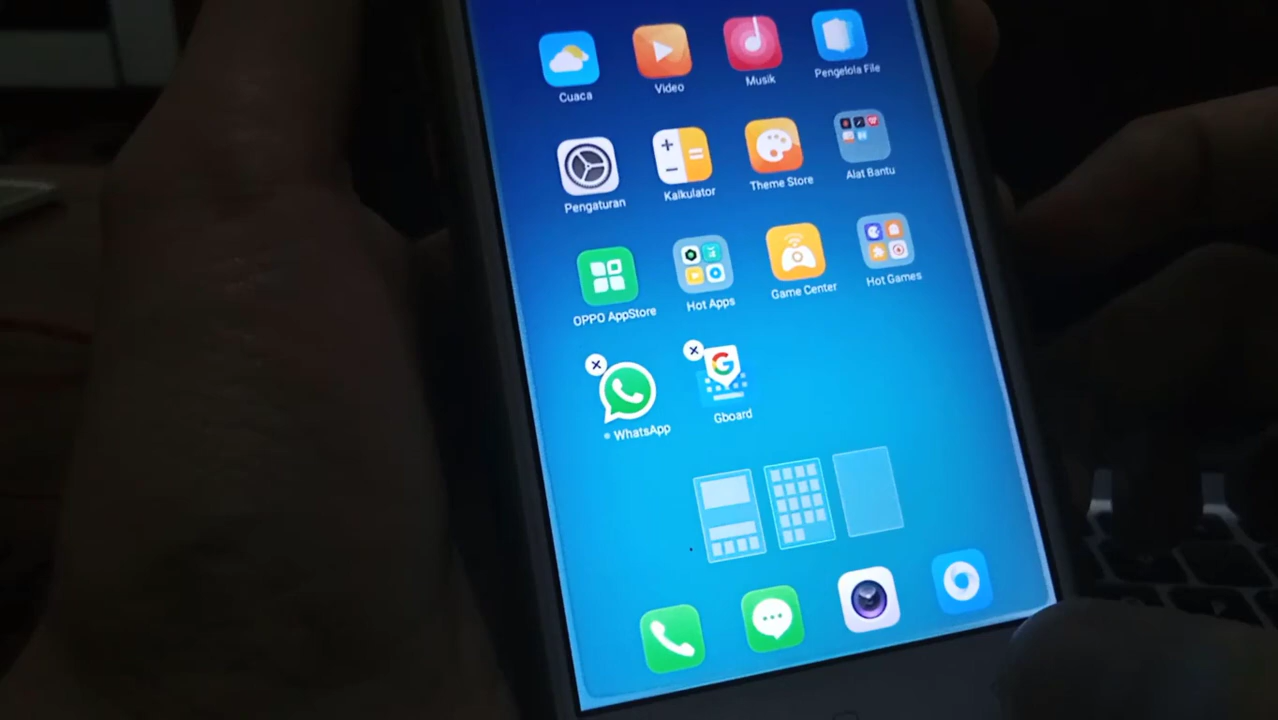 Cuaca
Video
Musik
Pengelola File
Pengaturan
Kalkulator
Theme Store
Alat Bantu
OPPO AppStore
Hot Apps
Game Center
Hot Games
WhatsApp
Gboard